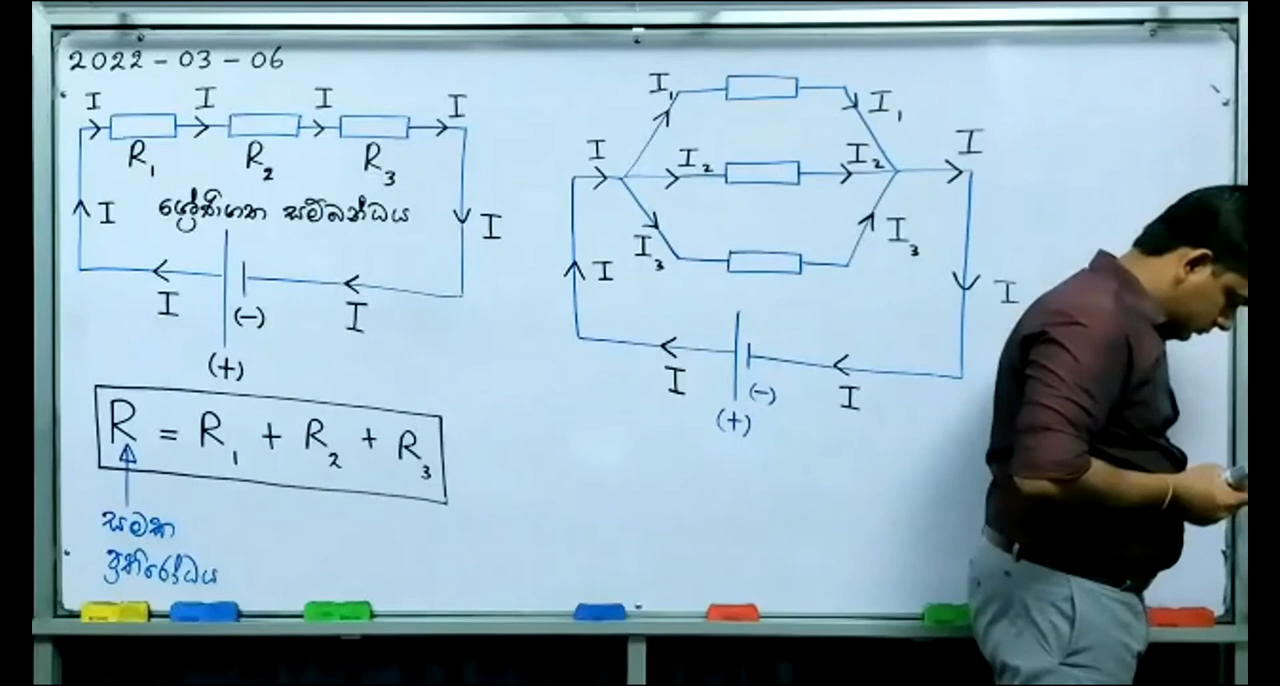 2022-03-06
I I I I
R₁ R₂ R₃
I ශ්‍රේණිගත සම්බන්ධය I
I (-) I
(+)
R = R₁ + R₂ + R₃
සමක
ප්‍රතිරෝධය
I₁ I₁
I I₂ I₂ I
I₃ I₃
I I
I (-) I
(+)